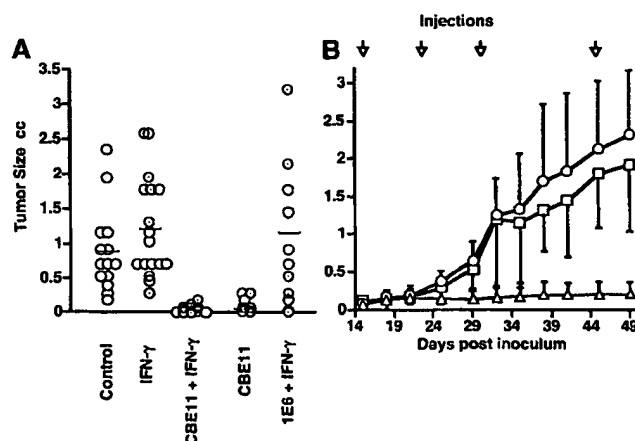 Injections
A
B
Tumor Size cc
3.5
3
2.5
2
1.5
1
0.5
0
Control
IFN-γ
CBE11 + IFN-γ
CBE11
1E6 + IFN-γ
3
2.5
2
1.5
1
0.5
0
14 19 24 29 34 39 44 49
Days post inoculum